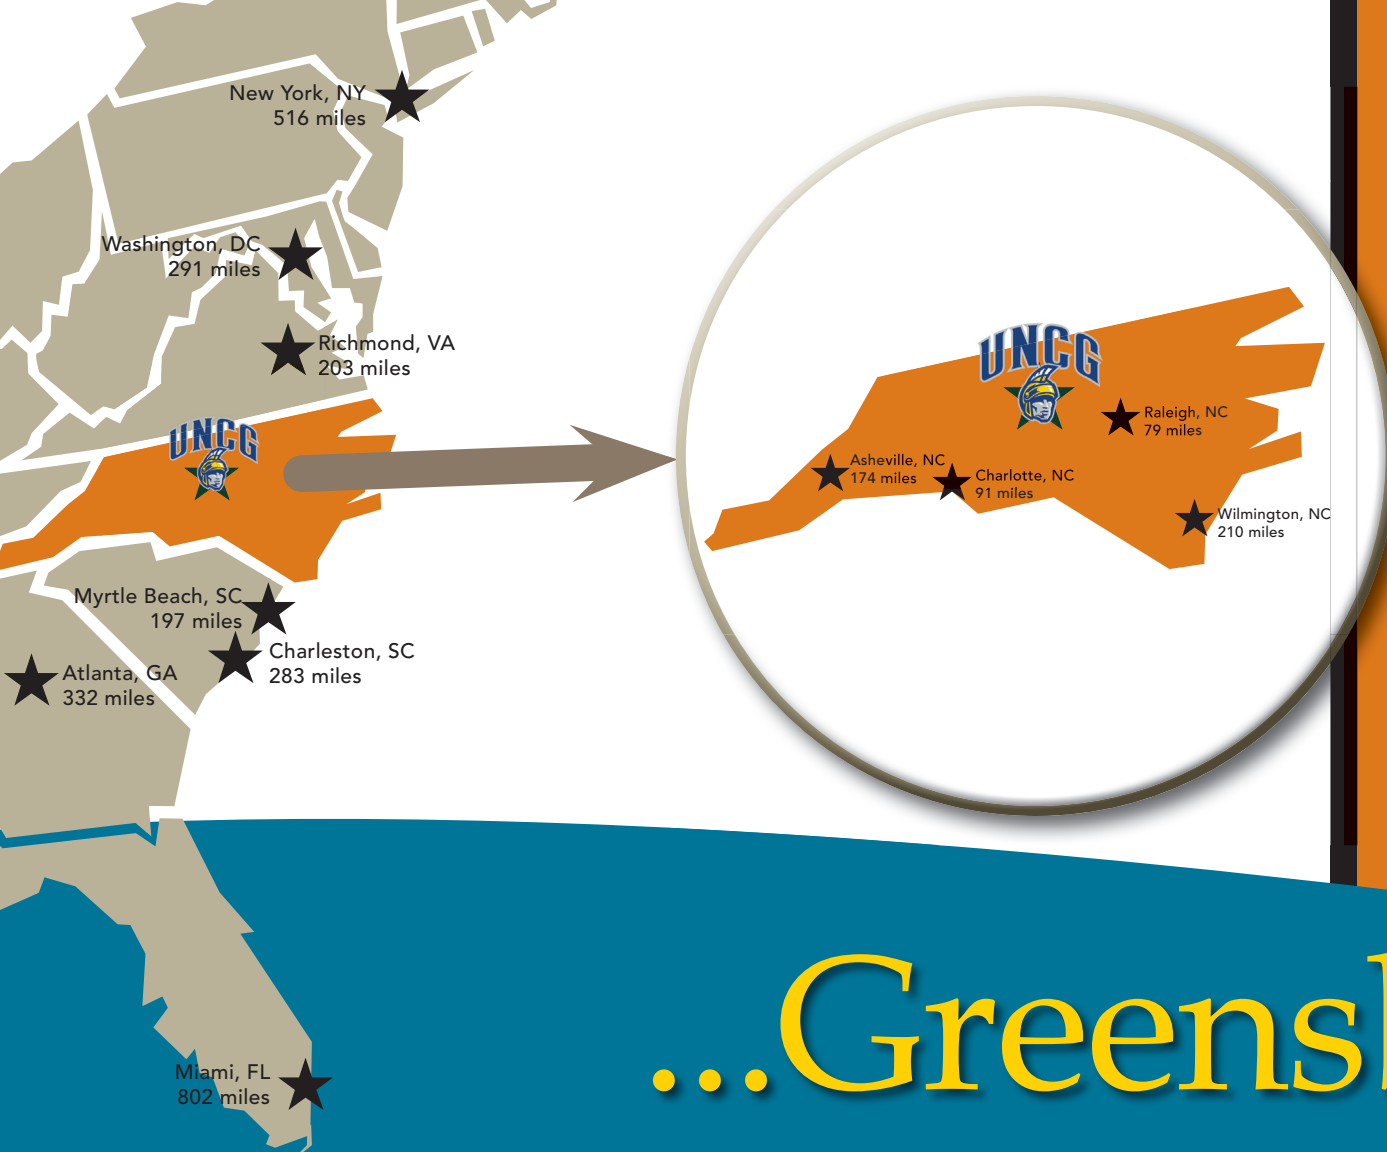 New York, NY
516 miles
Washington, DC
291 miles
Richmond, VA
203 miles
UNCG
Myrtle Beach, SC
197 miles
Charleston, SC
283 miles
Atlanta, GA
332 miles
Miami, FL
802 miles
UNCG
Raleigh, NC
79 miles
Asheville, NC
174 miles
Charlotte, NC
91 miles
Wilmington, NC
210 miles
...Greens